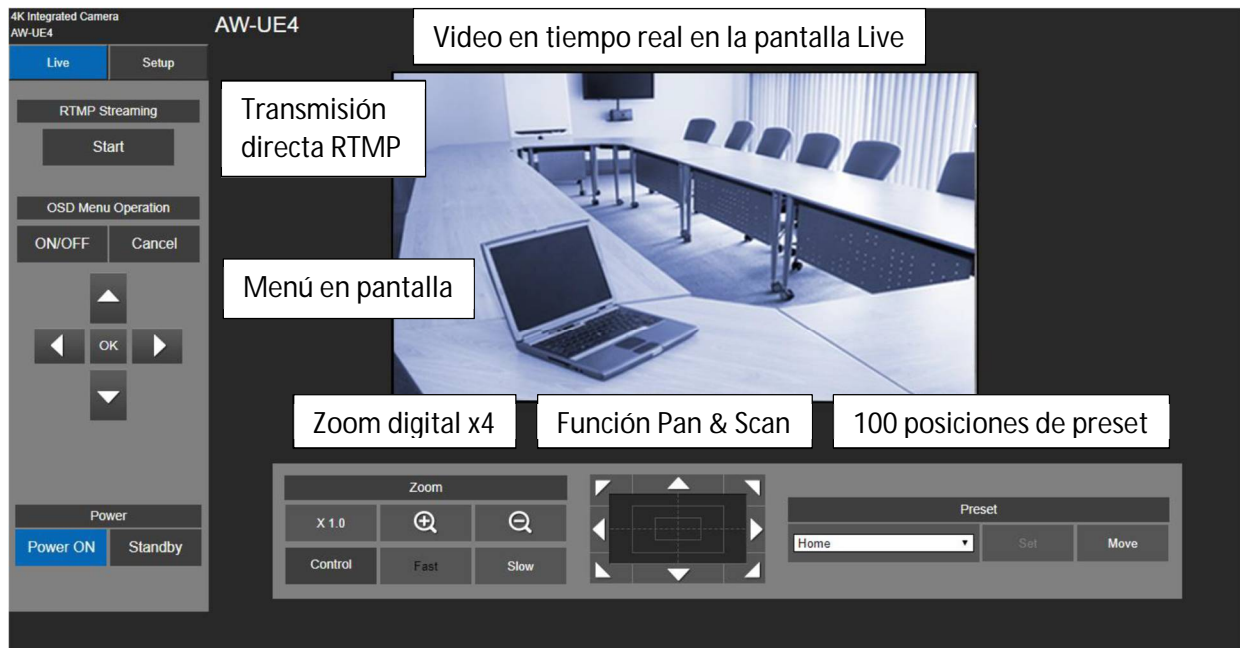 4K Integrated Camera
AW-UE4
AW-UE4
Video en tiempo real en la pantalla Live
Live
Setup
RTMP Streaming
Start
Transmisión
directa RTMP
OSD Menu Operation
ON/OFF
Cancel
Menú en pantalla
OK
Zoom digital x4
Función Pan & Scan
100 posiciones de preset
Zoom
X 1.0
Control
Fast
Slow
Preset
Home
Set
Move
Power
Power ON
Standby